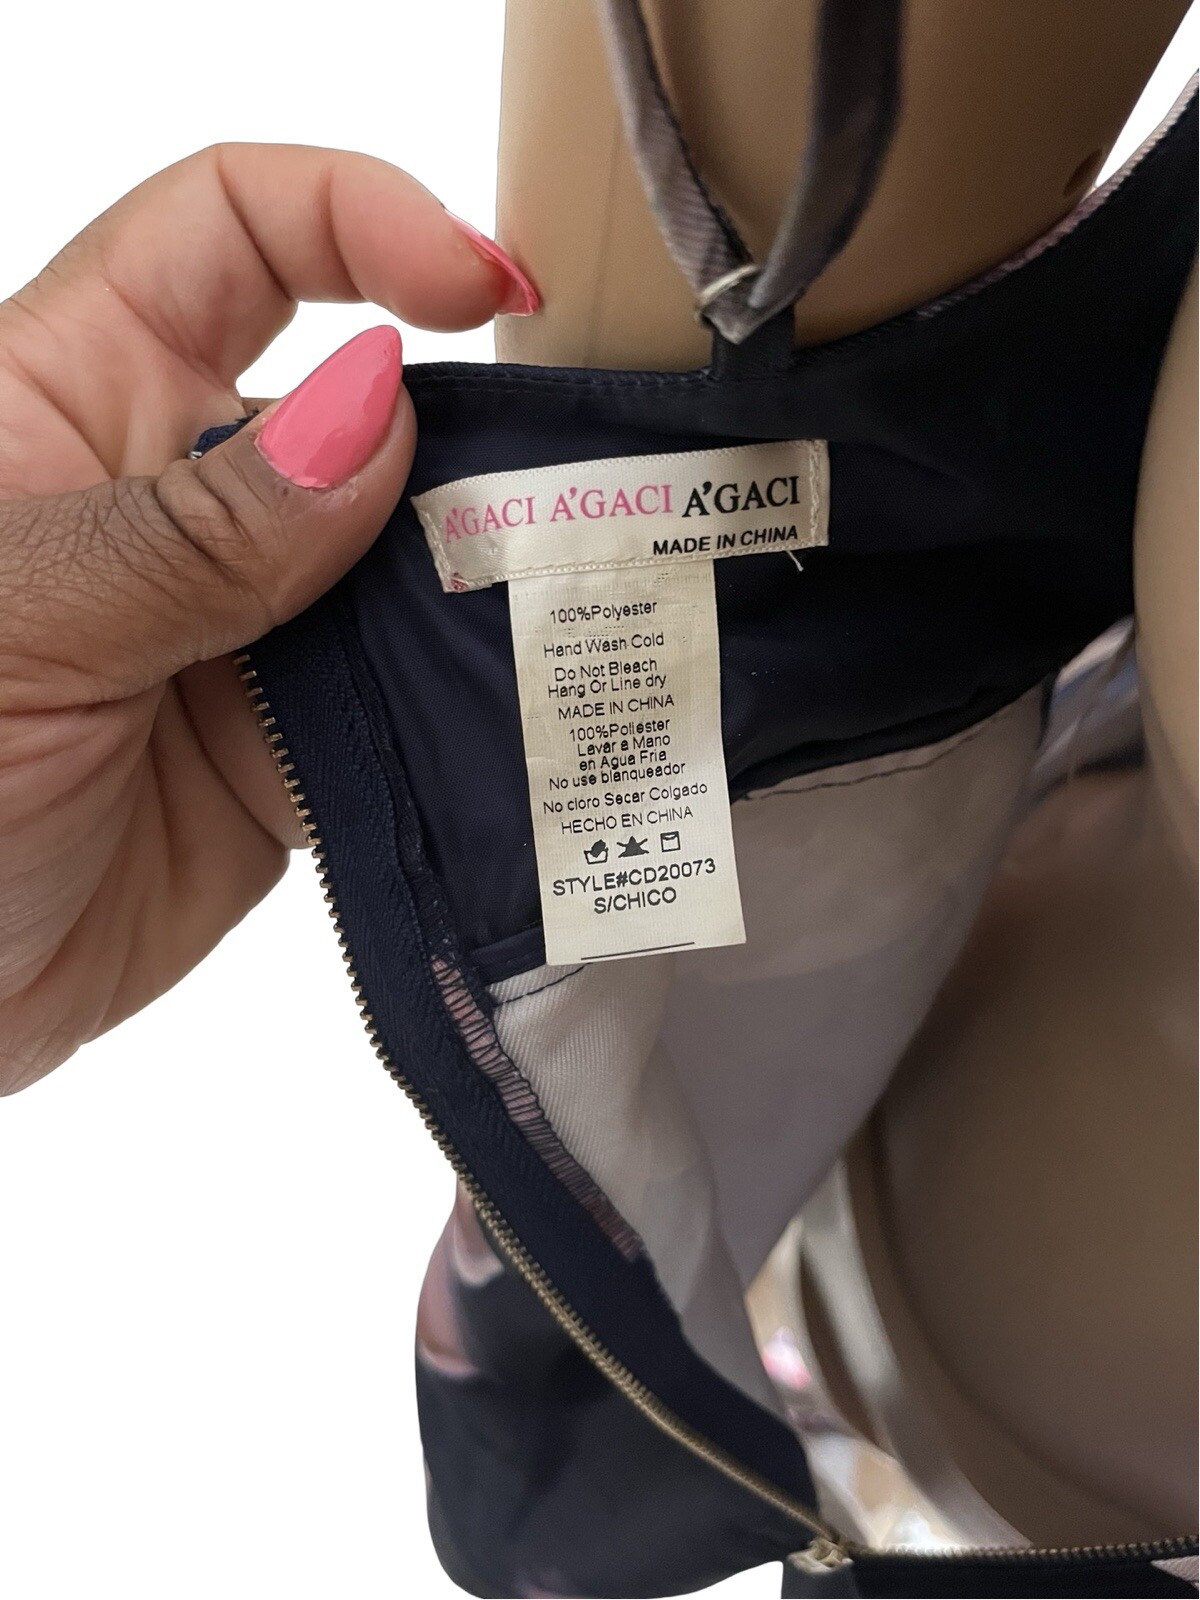 A'GACI A'GACI A'GACI
MADE IN CHINA
100%Polyester
Hand Wash Cold
Do Not Bleach
Hang Or Line dry
MADE IN CHINA
100%Poliester
Lavar a Mano
en Agua Fria
No use blanqueador
No cloro Secar Colgado
HECHO EN CHINA
STYLE#CD20073
S/CHICO